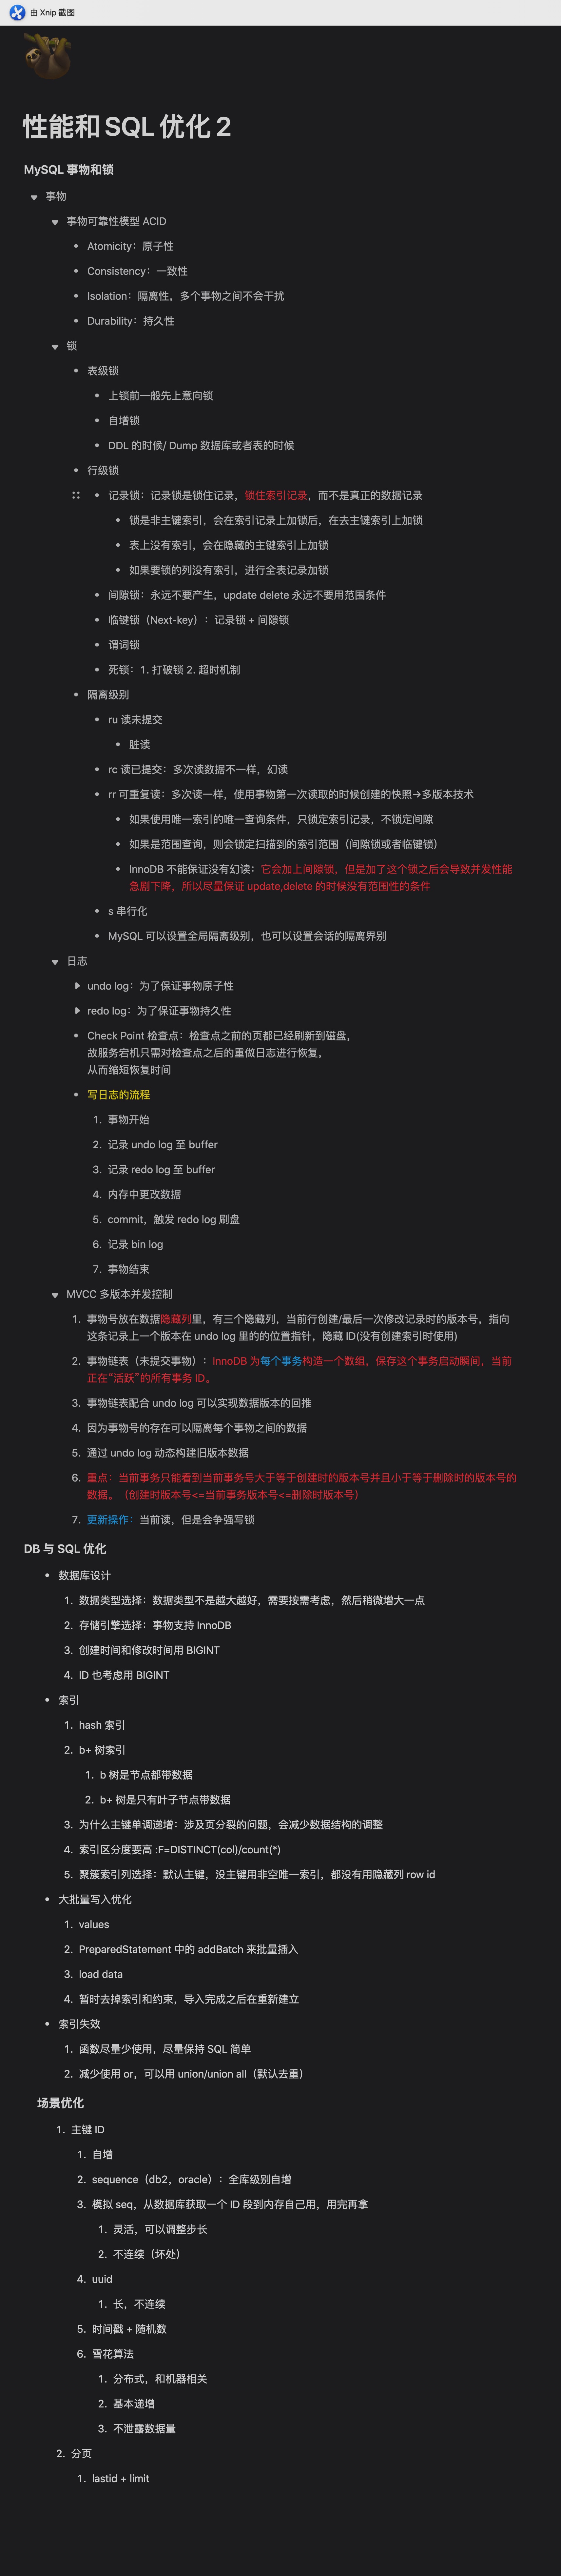 由 Xnip 截图
性能和 SQL 优化 2
MySQL 事物和锁
事物
事物可靠性模型 ACID
Atomicity：原子性
Consistency：一致性
Isolation：隔离性，多个事物之间不会干扰
Durability：持久性
锁
表级锁
上锁前一般先上意向锁
自增锁
DDL 的时候/ Dump 数据库或者表的时候
行级锁
记录锁：记录锁是锁住记录，锁住索引记录，而不是真正的数据记录
锁是非主键索引，会在索引记录上加锁后，在去主键索引上加锁
表上没有索引，会在隐藏的主键索引上加锁
如果要锁的列没有索引，进行全表记录加锁
间隙锁：永远不要产生，update delete 永远不要用范围条件
临键锁（Next-key）：记录锁 + 间隙锁
谓词锁
死锁：1. 打破锁 2. 超时机制
隔离级别
ru 读未提交
脏读
rc 读已提交：多次读数据不一样，幻读
rr 可重复读：多次读一样，使用事物第一次读取的时候创建的快照→多版本技术
如果使用唯一索引的唯一查询条件，只锁定索引记录，不锁定间隙
如果是范围查询，则会锁定扫描到的索引范围（间隙锁或者临键锁）
InnoDB 不能保证没有幻读：它会加上间隙锁，但是加了这个锁之后会导致并发性能
急剧下降，所以尽量保证 update,delete 的时候没有范围性的条件
s 串行化
MySQL 可以设置全局隔离级别，也可以设置会话的隔离界别
日志
undo log：为了保证事物原子性
redo log：为了保证事物持久性
Check Point 检查点：检查点之前的页都已经刷新到磁盘，
故服务宕机只需对检查点之后的重做日志进行恢复，
从而缩短恢复时间
写日志的流程
1. 事物开始
2. 记录 undo log 至 buffer
3. 记录 redo log 至 buffer
4. 内存中更改数据
5. commit，触发 redo log 刷盘
6. 记录 bin log
7. 事物结束
MVCC 多版本并发控制
1. 事物号放在数据隐藏列里，有三个隐藏列，当前行创建/最后一次修改记录时的版本号，指向
这条记录上一个版本在 undo log 里的的位置指针，隐藏 ID(没有创建索引时使用)
2. 事物链表（未提交事物）：InnoDB 为每个事务构造一个数组，保存这个事务启动瞬间，当前
正在“活跃”的所有事务 ID。
3. 事物链表配合 undo log 可以实现数据版本的回推
4. 因为事物号的存在可以隔离每个事物之间的数据
5. 通过 undo log 动态构建旧版本数据
6. 重点：当前事务只能看到当前事务号大于等于创建时的版本号并且小于等于删除时的版本号的
数据。（创建时版本号<=当前事务版本号<=删除时版本号）
7. 更新操作：当前读，但是会争强写锁
DB 与 SQL 优化
数据库设计
1. 数据类型选择：数据类型不是越大越好，需要按需考虑，然后稍微增大一点
2. 存储引擎选择：事物支持 InnoDB
3. 创建时间和修改时间用 BIGINT
4. ID 也考虑用 BIGINT
索引
1. hash 索引
2. b+ 树索引
1. b 树是节点都带数据
2. b+ 树是只有叶子节点带数据
3. 为什么主键单调递增：涉及页分裂的问题，会减少数据结构的调整
4. 索引区分度要高 :F=DISTINCT(col)/count(*)
5. 聚簇索引列选择：默认主键，没主键用非空唯一索引，都没有用隐藏列 row id
大批量写入优化
1. values
2. PreparedStatement 中的 addBatch 来批量插入
3. load data
4. 暂时去掉索引和约束，导入完成之后在重新建立
索引失效
1. 函数尽量少使用，尽量保持 SQL 简单
2. 减少使用 or，可以用 union/union all（默认去重）
场景优化
1. 主键 ID
1. 自增
2. sequence（db2，oracle）：全库级别自增
3. 模拟 seq，从数据库获取一个 ID 段到内存自己用，用完再拿
1. 灵活，可以调整步长
2. 不连续（坏处）
4. uuid
1. 长，不连续
5. 时间戳 + 随机数
6. 雪花算法
1. 分布式，和机器相关
2. 基本递增
3. 不泄露数据量
2. 分页
1. lastid + limit